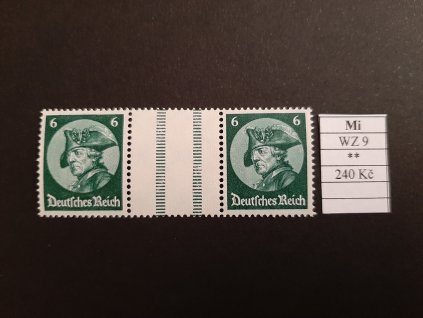 6 6
Deutsches Reich
6 6
Deutsches Reich
Mi
WZ 9
**
240 Kč